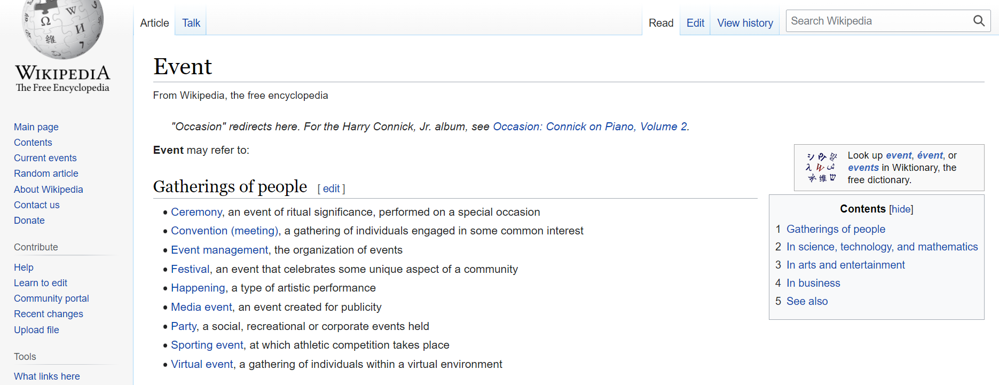 Article
Talk
Read
Edit
View history
Search Wikipedia
Ω
W
И
維
WIKIPEDIA
The Free Encyclopedia
Main page
Contents
Current events
Random article
About Wikipedia
Contact us
Donate
Contribute
Help
Learn to edit
Community portal
Recent changes
Upload file
Tools
What links here
Event
From Wikipedia, the free encyclopedia
"Occasion" redirects here. For the Harry Connick, Jr. album, see Occasion: Connick on Piano, Volume 2.
Event may refer to:
Gatherings of people [ edit ]
• Ceremony, an event of ritual significance, performed on a special occasion
• Convention (meeting), a gathering of individuals engaged in some common interest
• Event management, the organization of events
• Festival, an event that celebrates some unique aspect of a community
• Happening, a type of artistic performance
• Media event, an event created for publicity
• Party, a social, recreational or corporate events held
• Sporting event, at which athletic competition takes place
• Virtual event, a gathering of individuals within a virtual environment
Look up event, évent, or
events in Wiktionary, the
free dictionary.
Contents [hide]
1 Gatherings of people
2 In science, technology, and mathematics
3 In arts and entertainment
4 In business
5 See also